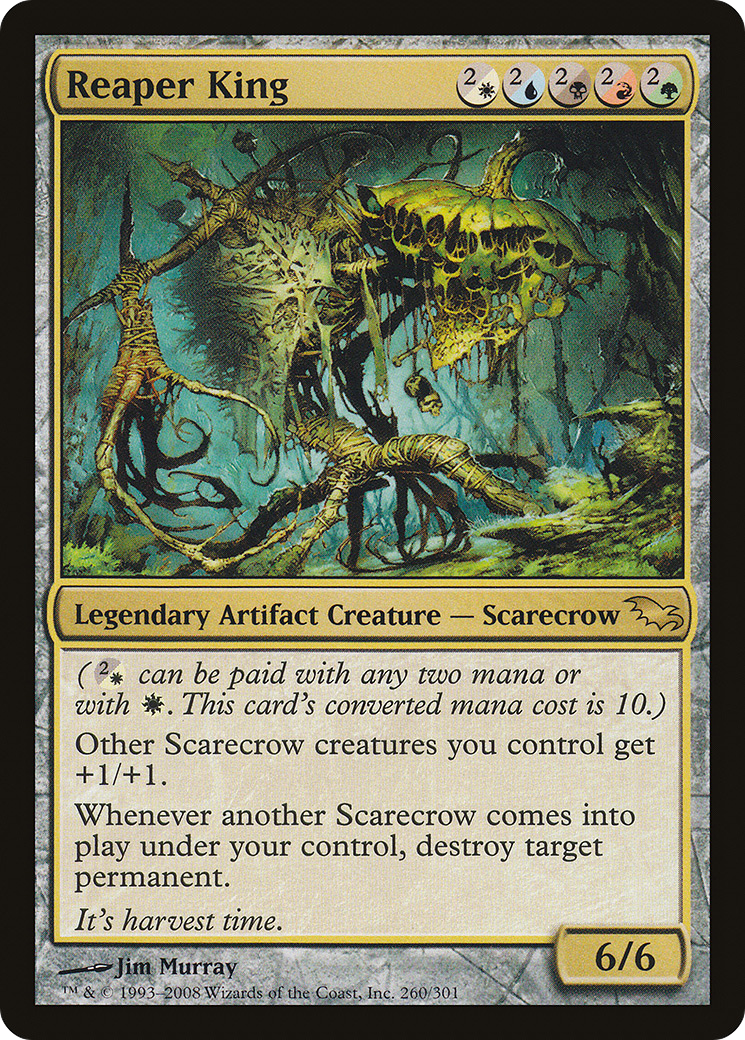 Reaper King 2 2 2 2 2
Legendary Artifact Creature — Scarecrow
(2 can be paid with any two mana or
with . This card's converted mana cost is 10.)
Other Scarecrow creatures you control get
+1/+1.
Whenever another Scarecrow comes into
play under your control, destroy target
permanent.
It's harvest time.
6/6
Jim Murray
™ & © 1993–2008 Wizards of the Coast, Inc. 260/301